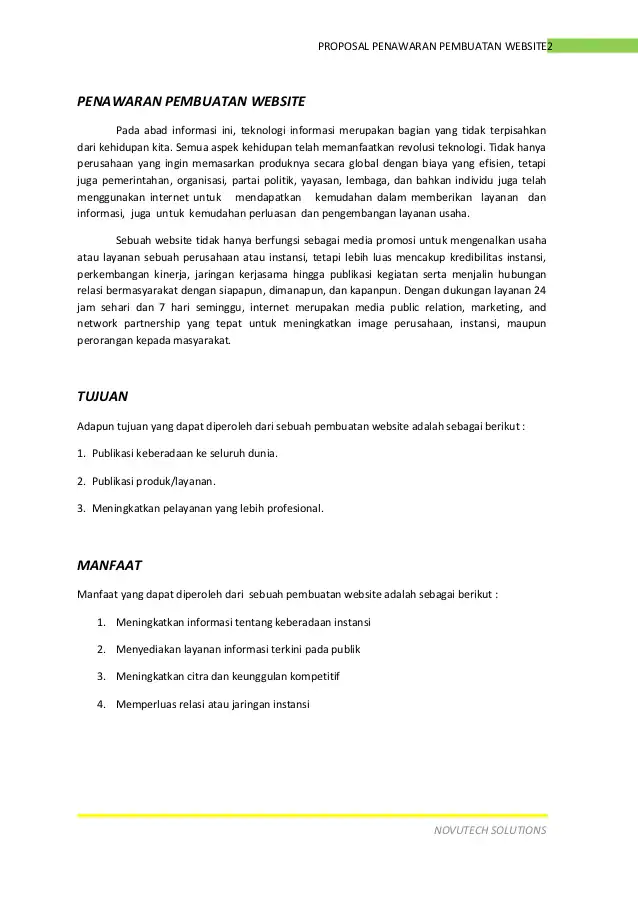 PROPOSAL PENAWARAN PEMBUATAN WEBSITE2
PENAWARAN PEMBUATAN WEBSITE
Pada abad informasi ini, teknologi informasi merupakan bagian yang tidak terpisahkan
dari kehidupan kita. Semua aspek kehidupan telah memanfaatkan revolusi teknologi. Tidak hanya
perusahaan yang ingin memasarkan produknya secara global dengan biaya yang efisien, tetapi
juga pemerintahan, organisasi, partai politik, yayasan, lembaga, dan bahkan individu juga telah
menggunakan internet untuk mendapatkan kemudahan dalam memberikan layanan dan
informasi, juga untuk kemudahan perluasan dan pengembangan layanan usaha.
Sebuah website tidak hanya berfungsi sebagai media promosi untuk mengenalkan usaha
atau layanan sebuah perusahaan atau instansi, tetapi lebih luas mencakup kredibilitas instansi,
perkembangan kinerja, jaringan kerjasama hingga publikasi kegiatan serta menjalin hubungan
relasi bermasyarakat dengan siapapun, dimanapun, dan kapanpun. Dengan dukungan layanan 24
jam sehari dan 7 hari seminggu, internet merupakan media public relation, marketing, and
network partnership yang tepat untuk meningkatkan image perusahaan, instansi, maupun
perorangan kepada masyarakat.
TUJUAN
Adapun tujuan yang dapat diperoleh dari sebuah pembuatan website adalah sebagai berikut :
1. Publikasi keberadaan ke seluruh dunia.
2. Publikasi produk/layanan.
3. Meningkatkan pelayanan yang lebih profesional.
MANFAAT
Manfaat yang dapat diperoleh dari sebuah pembuatan website adalah sebagai berikut :
1. Meningkatkan informasi tentang keberadaan instansi
2. Menyediakan layanan informasi terkini pada publik
3. Meningkatkan citra dan keunggulan kompetitif
4. Memperluas relasi atau jaringan instansi
NOVUTECH SOLUTIONS